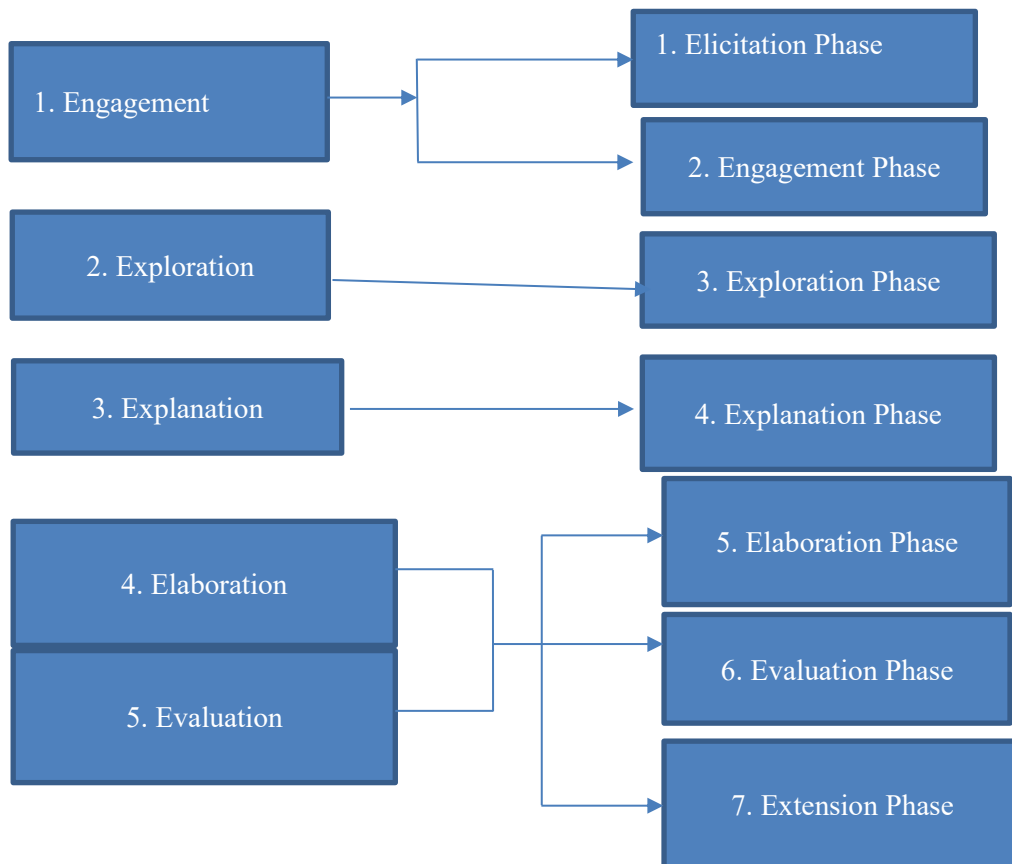 1. Engagement
1. Elicitation Phase
2. Engagement Phase
2. Exploration
3. Exploration Phase
3. Explanation
4. Explanation Phase
4. Elaboration
5. Evaluation
5. Elaboration Phase
6. Evaluation Phase
7. Extension Phase